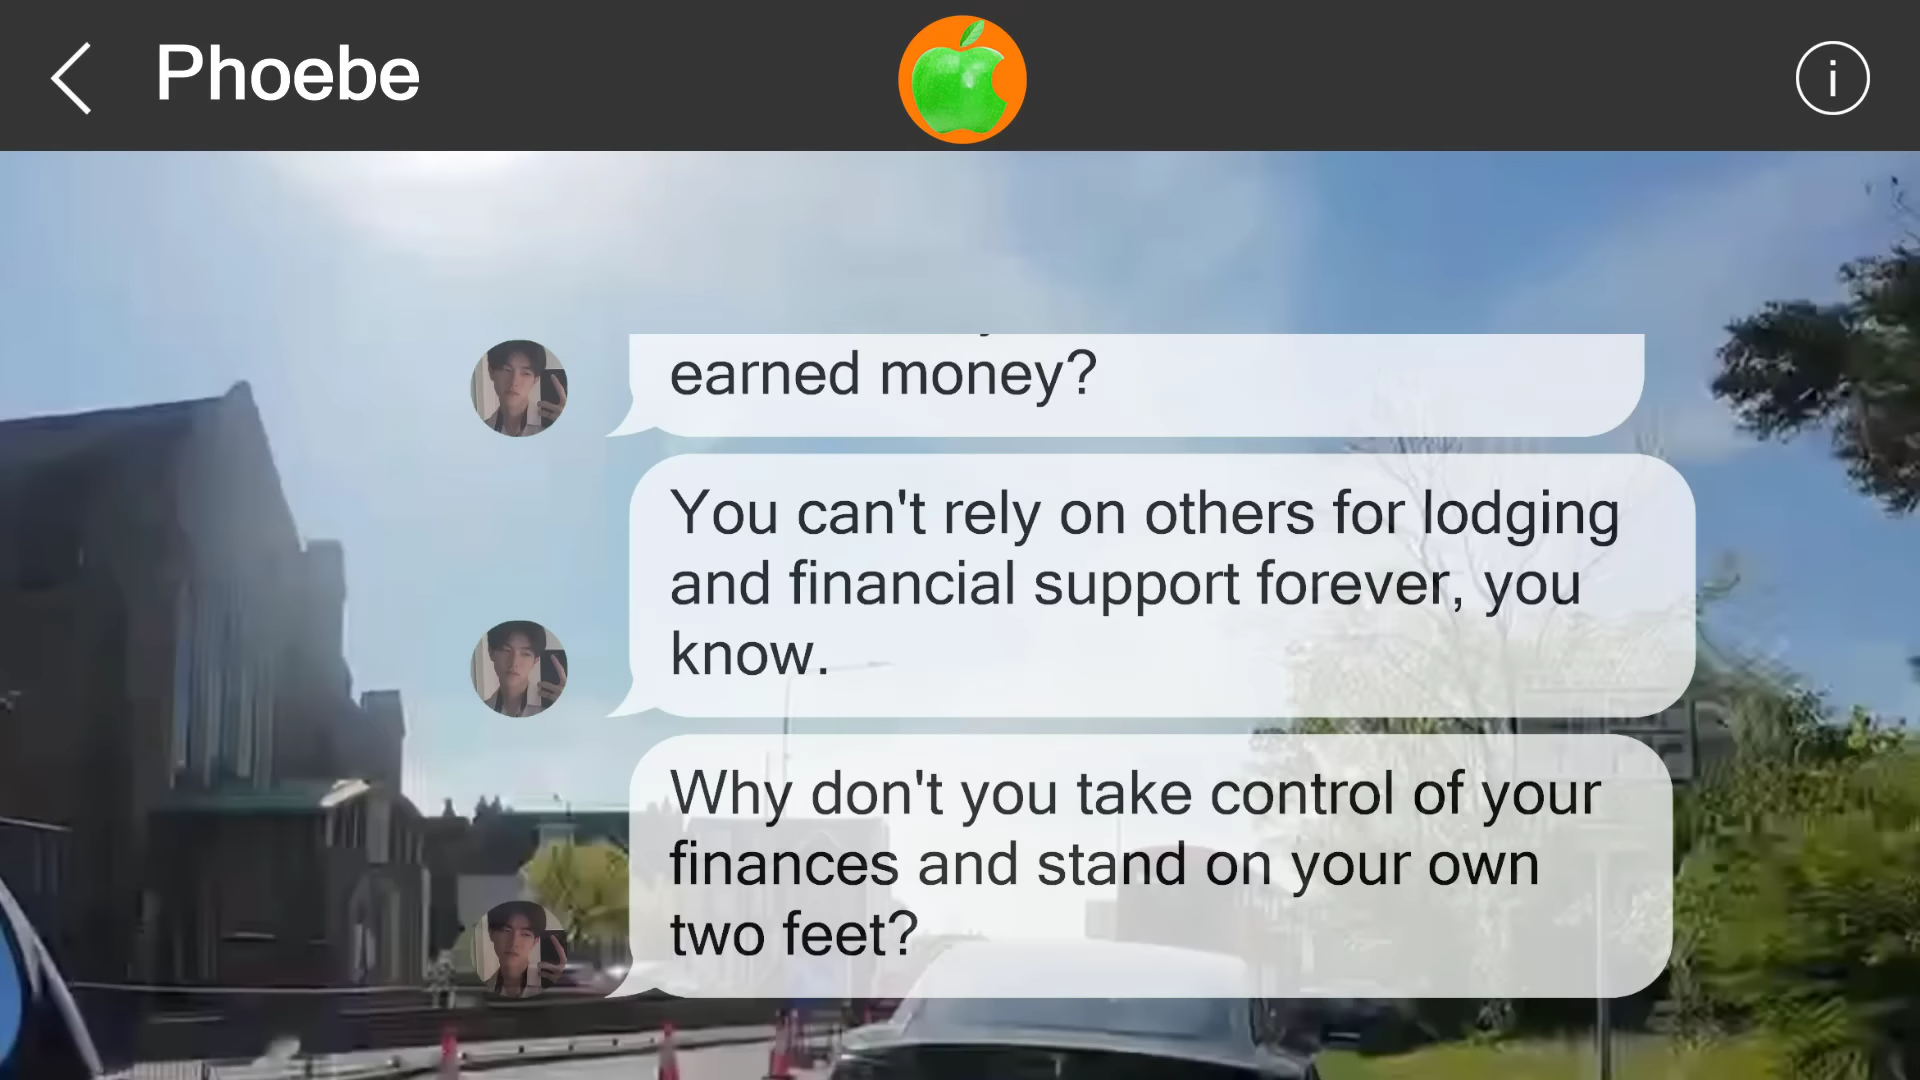 Phoebe
i
earned money?
You can't rely on others for lodging
and financial support forever, you
know.
Why don't you take control of your
finances and stand on your own
two feet?